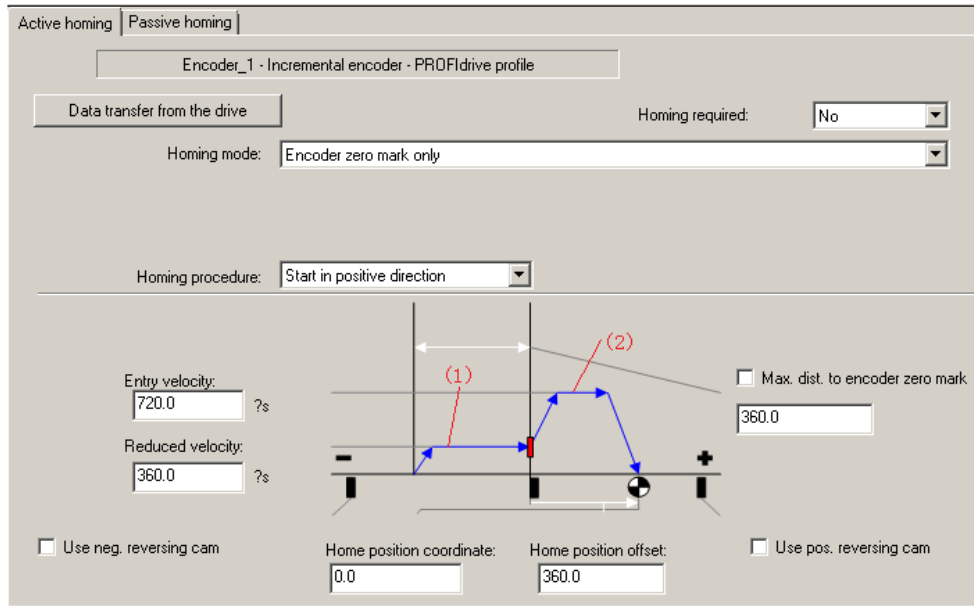 Active homing
Passive homing
Encoder_1 - Incremental encoder - PROFIdrive profile
Data transfer from the drive
Homing required:
No
Homing mode:
Encoder zero mark only
Homing procedure:
Start in positive direction
(2)
(1)
Entry velocity:
720.0
?s
Max. dist. to encoder zero mark
360.0
Reduced velocity:
360.0
?s
Use neg. reversing cam
Home position coordinate:
0.0
Home position offset:
360.0
Use pos. reversing cam